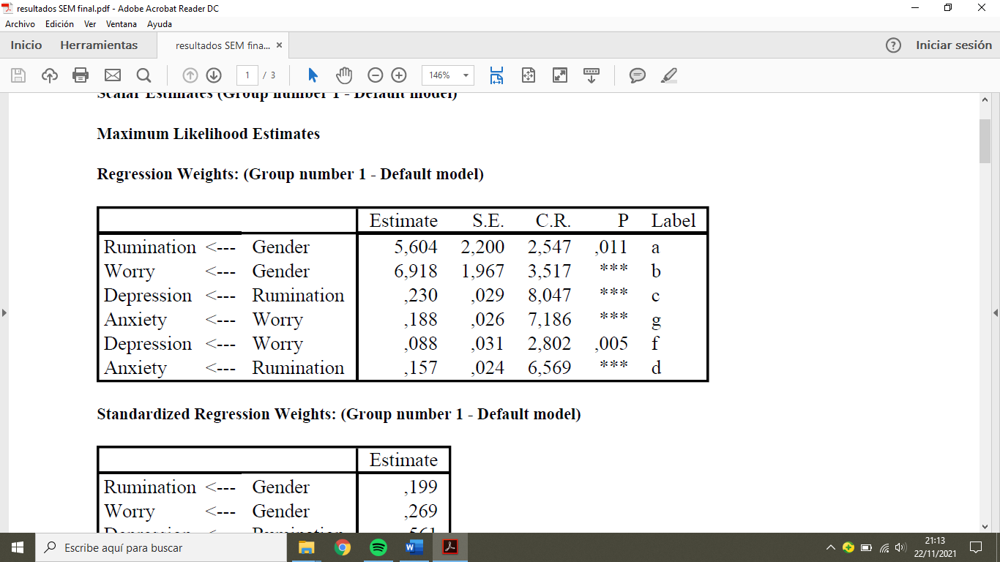 resultados SEM final.pdf - Adobe Acrobat Reader DC
Archivo Edición Ver Ventana Ayuda
Inicio Herramientas resultados SEM fina... × ? Iniciar sesión
1 / 3 146%
Scalar Estimates (Group number 1 - Default model)
Maximum Likelihood Estimates
Regression Weights: (Group number 1 - Default model)
Estimate S.E. C.R. P Label
Rumination <--- Gender 5,604 2,200 2,547 ,011 a
Worry <--- Gender 6,918 1,967 3,517 *** b
Depression <--- Rumination ,230 ,029 8,047 *** c
Anxiety <--- Worry ,188 ,026 7,186 *** g
Depression <--- Worry ,088 ,031 2,802 ,005 f
Anxiety <--- Rumination ,157 ,024 6,569 *** d
Standardized Regression Weights: (Group number 1 - Default model)
Estimate
Rumination <--- Gender ,199
Worry <--- Gender ,269
Depression <--- Rumination ,561
Escribe aquí para buscar
21:13
22/11/2021